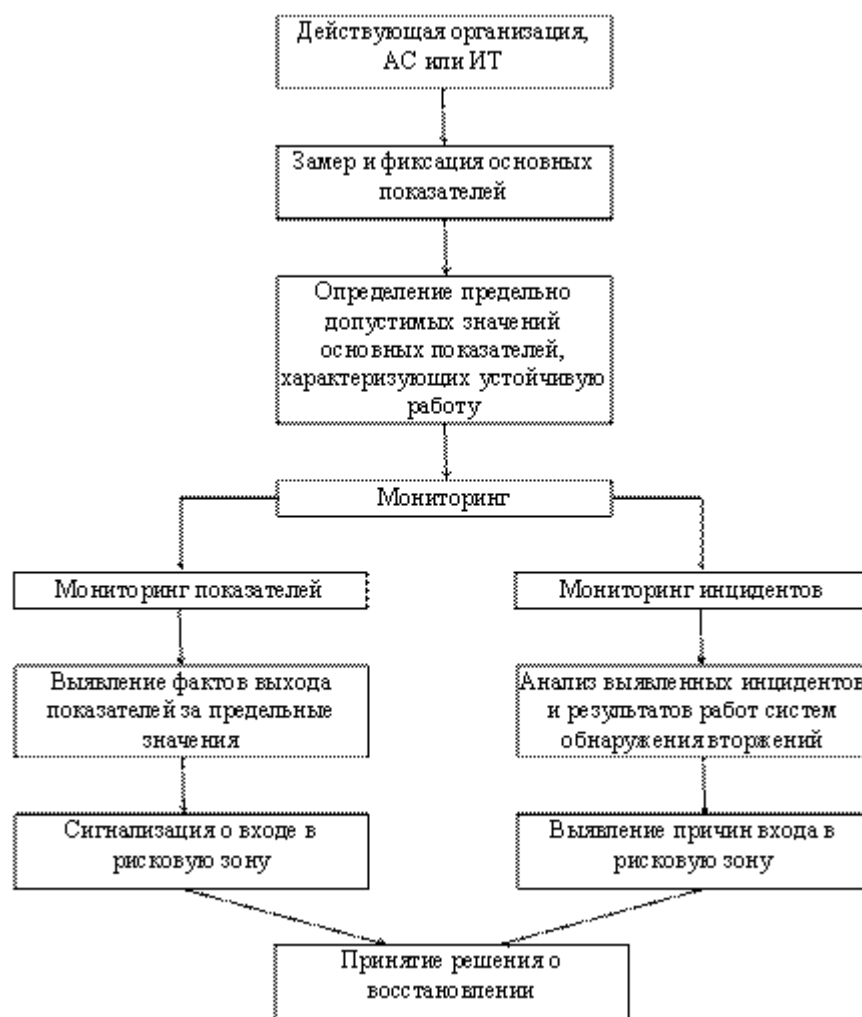 Действующая организация,
АС или ИТ
Замер и фиксация основных
показателей
Определение предельно
допустимых значений
основных показателей,
характеризующих устойчивую
работу
Мониторинг
Мониторинг показателей
Мониторинг инцидентов
Выявление фактов выхода
показателей за предельные
значения
Анализ выявленных инцидентов
и результатов работ систем
обнаружения вторжений
Сигнализация о входе в
рисковую зону
Выявление причин входа в
рисковую зону
Принятие решения о
восстановлении